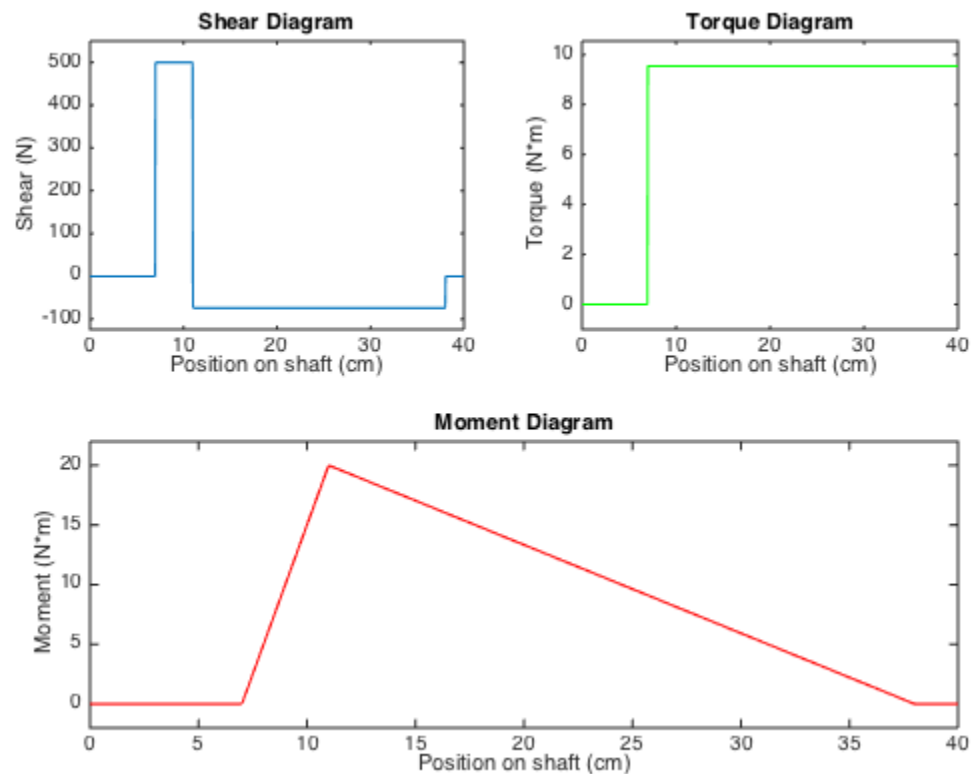 Shear Diagram
Shear (N)
500
400
300
200
100
0
-100
0 10 20 30 40
Position on shaft (cm)
Torque Diagram
Torque (N*m)
10
8
6
4
2
0
0 10 20 30 40
Position on shaft (cm)
Moment Diagram
Moment (N*m)
20
15
10
5
0
0 5 10 15 20 25 30 35 40
Position on shaft (cm)